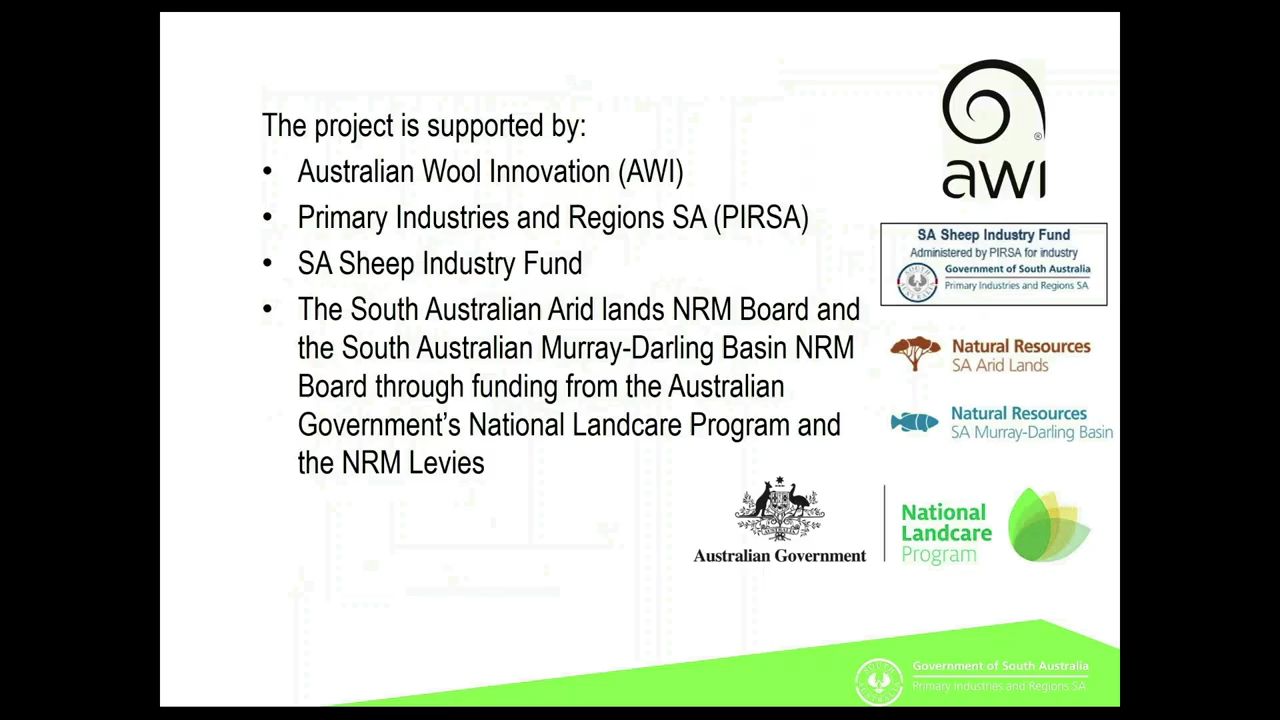 The project is supported by:
• Australian Wool Innovation (AWI)
• Primary Industries and Regions SA (PIRSA)
• SA Sheep Industry Fund
• The South Australian Arid lands NRM Board and
the South Australian Murray-Darling Basin NRM
Board through funding from the Australian
Government’s National Landcare Program and
the NRM Levies
®
awi
SA Sheep Industry Fund
Administered by PIRSA for industry
Government of South Australia
Primary Industries and Regions SA
Natural Resources
SA Arid Lands
Natural Resources
SA Murray-Darling Basin
Australian Government
National
Landcare
Program
Government of South Australia
Primary Industries and Regions SA